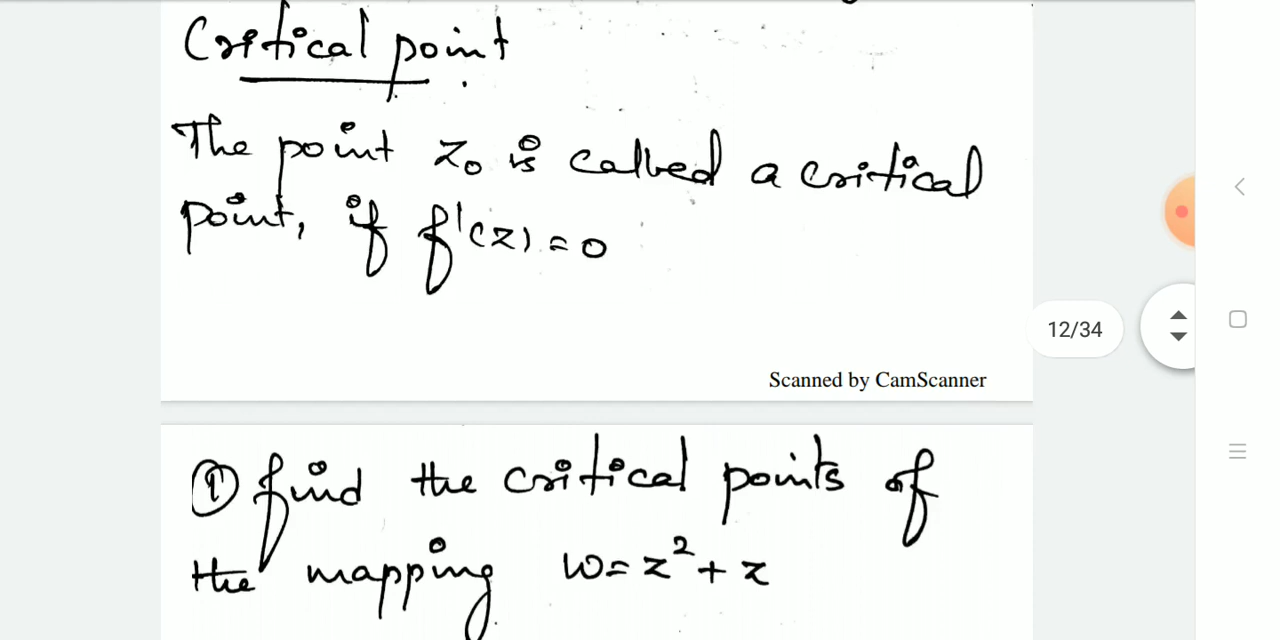 Critical point
The point z₀ is called a critical
point, if f'(z) = 0
12/34
Scanned by CamScanner
① find the critical points of
the mapping w = z² + z